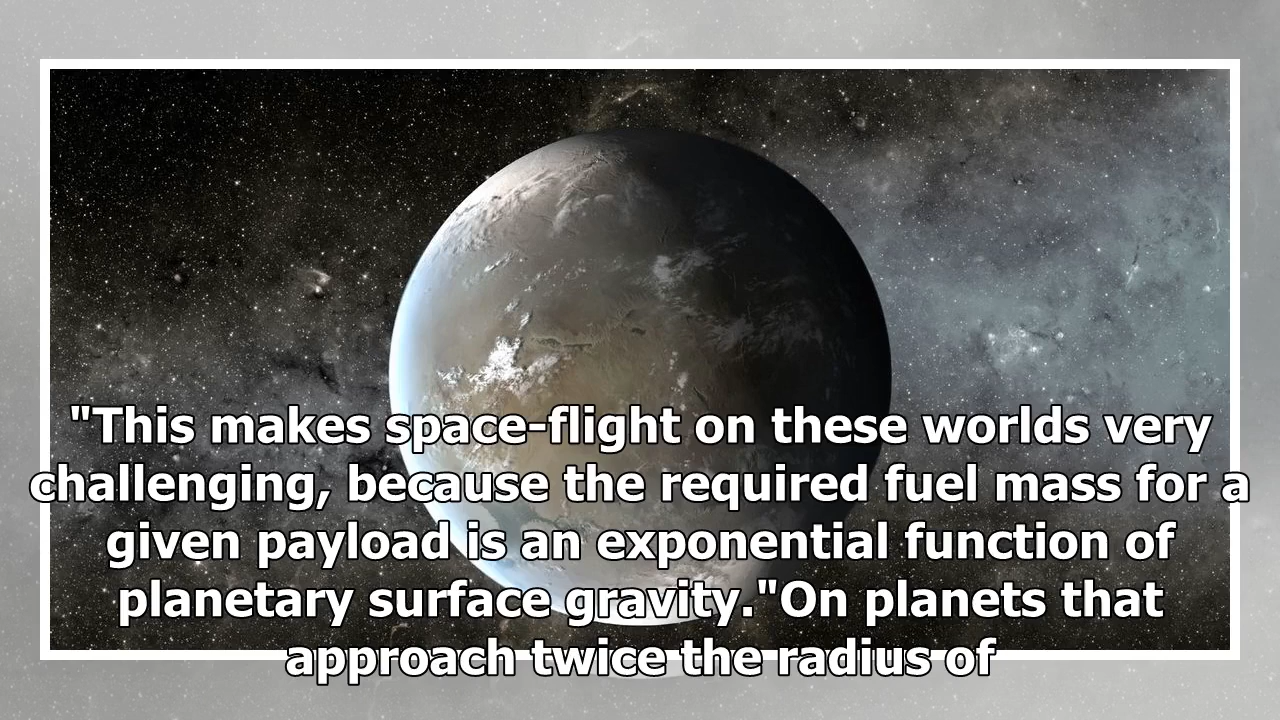 "This makes space-flight on these worlds very
challenging, because the required fuel mass for a
given payload is an exponential function of
planetary surface gravity."On planets that
approach twice the radius of